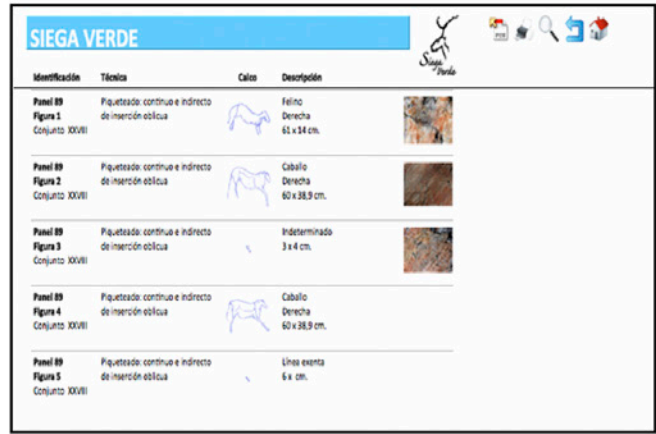 SIEGA VERDE
Siega
Verde
PDF
Identificación Técnica Calco Descripción
Panel 89 Piqueteado: continuo e indirecto Felino
Figura 1 de inserción oblicua Derecha
Conjunto XXVIII 61 x 14 cm.
Panel 89 Piqueteado: continuo e indirecto Caballo
Figura 2 de inserción oblicua Derecha
Conjunto XXVIII 60 x 38,9 cm.
Panel 89 Piqueteado: continuo e indirecto Indeterminado
Figura 3 de inserción oblicua 3 x 4 cm.
Conjunto XXVIII
Panel 89 Piqueteado: continuo e indirecto Caballo
Figura 4 de inserción oblicua Derecha
Conjunto XXVIII 60 x 38,9 cm.
Panel 89 Piqueteado: continuo e indirecto Línea exenta
Figura 5 de inserción oblicua 6 x cm.
Conjunto XXVIII